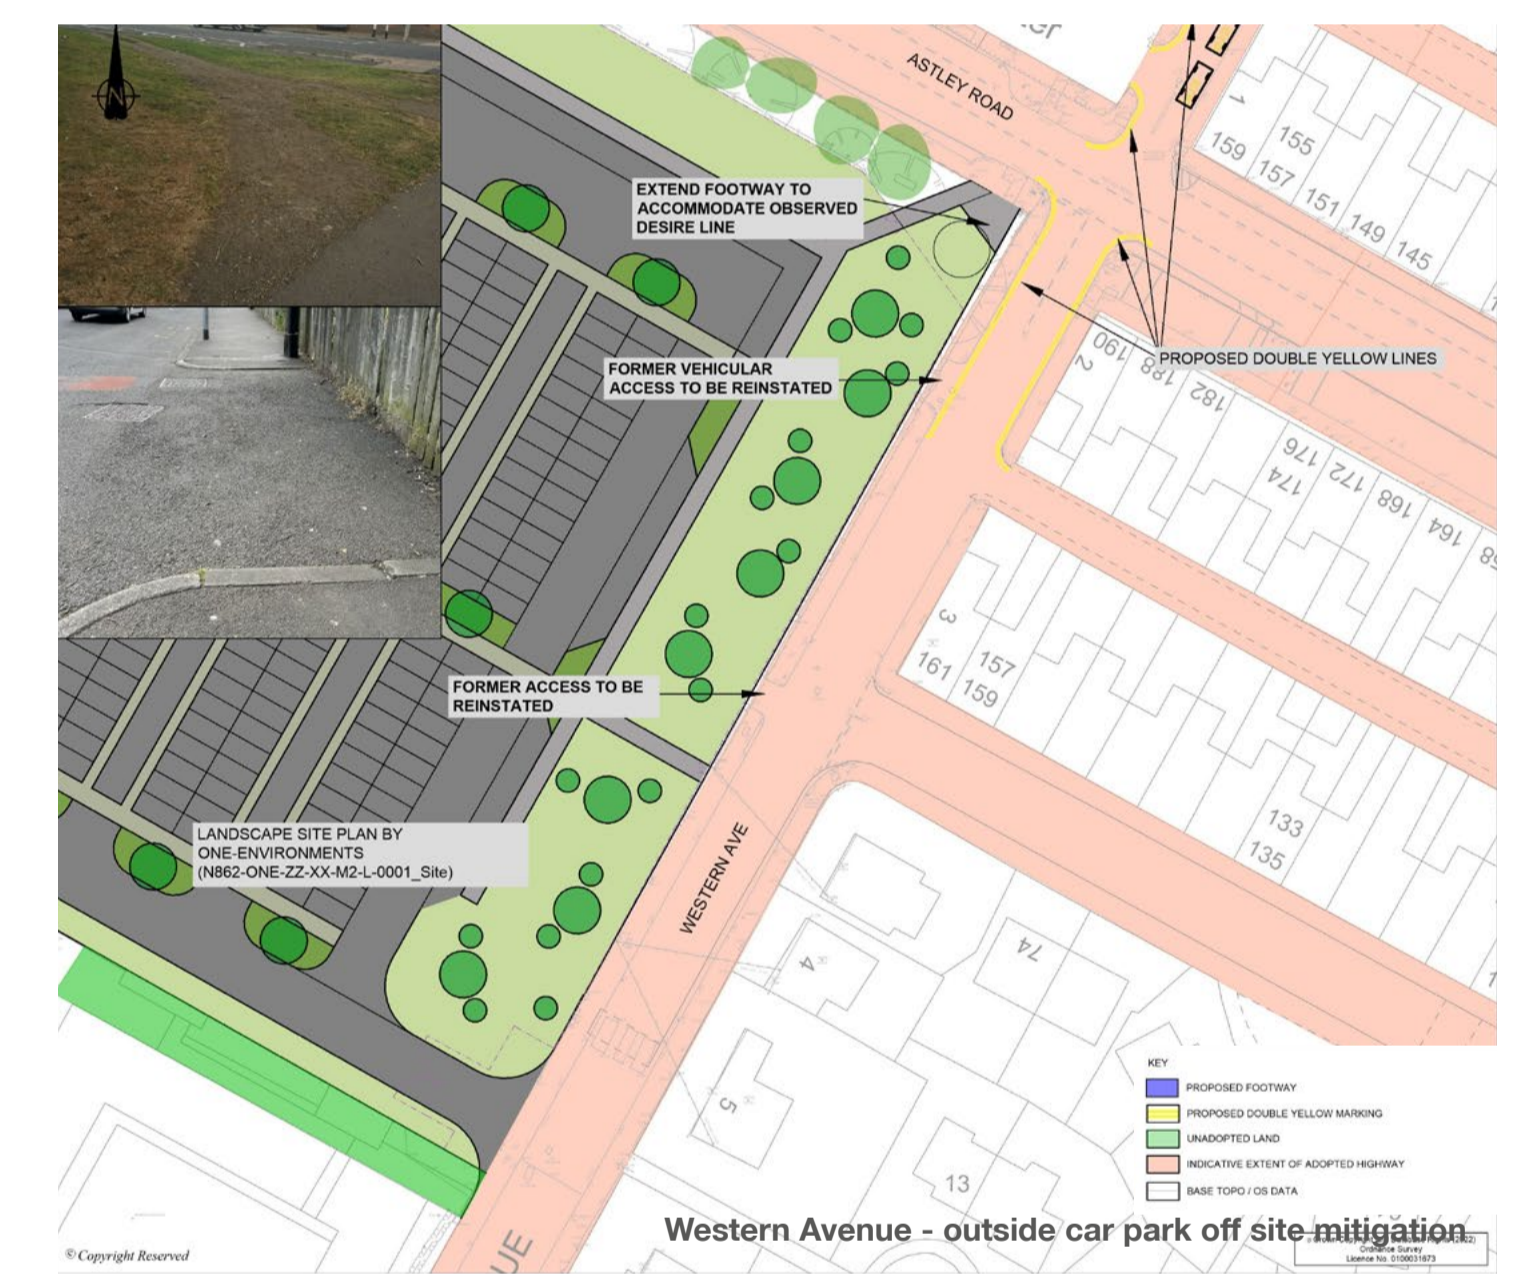 N
ASTLEY ROAD
EXTEND FOOTWAY TO
ACCOMMODATE OBSERVED
DESIRE LINE
1
155
159
157
151
149
145
FORMER VEHICULAR
ACCESS TO BE REINSTATED
PROPOSED DOUBLE YELLOW LINES
190
2
188
182
176
174
172
168
164
3
161
157
159
FORMER ACCESS TO BE
REINSTATED
LANDSCAPE SITE PLAN BY
ONE-ENVIRONMENTS
(N862-ONE-ZZ-XX-M2-L-0001_Site)
WESTERN AVE
133
135
74
4
5
13
KEY
PROPOSED FOOTWAY
PROPOSED DOUBLE YELLOW MARKING
UNADOPTED LAND
INDICATIVE EXTENT OF ADOPTED HIGHWAY
BASE TOPO / OS DATA
Western Avenue - outside car park off site mitigation
© Copyright Reserved
UE
Ordnance Survey
Licence No. 0100031673